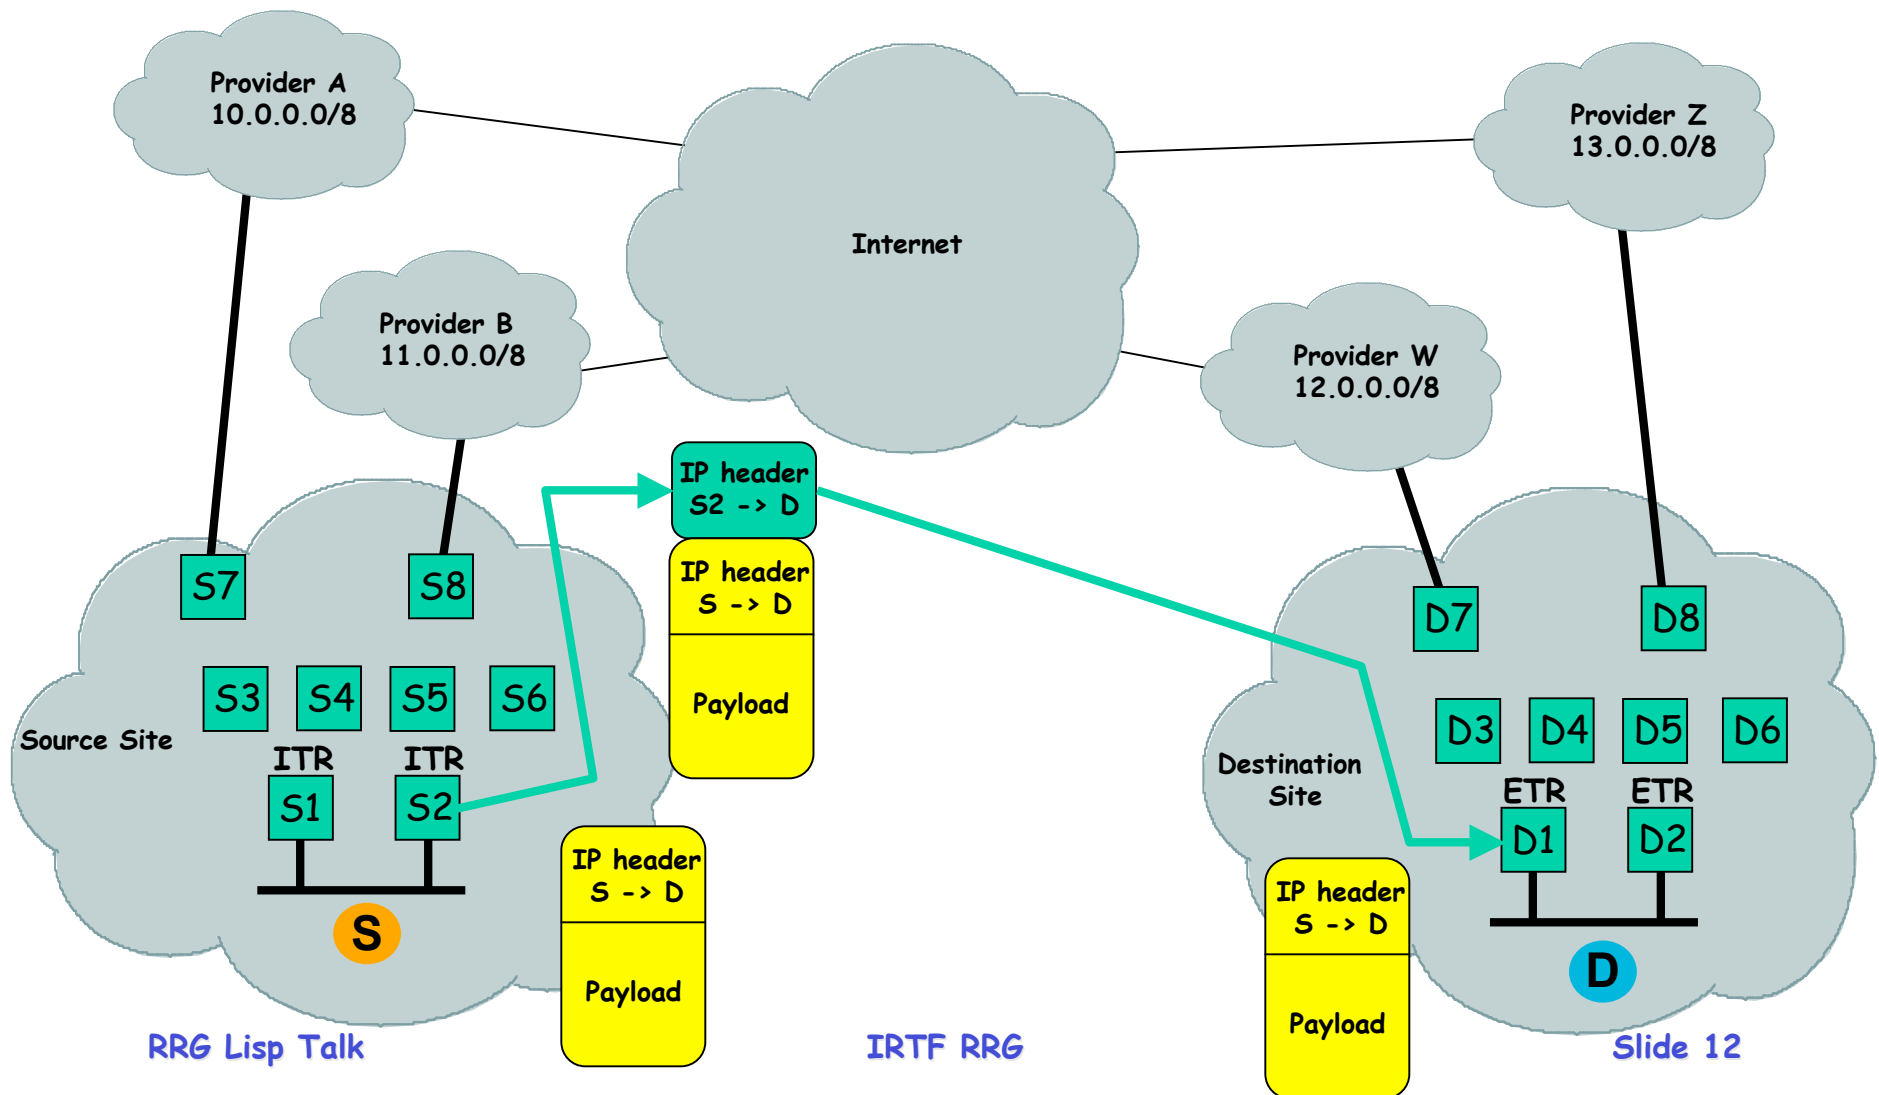 Provider A
10.0.0.0/8
Provider Z
13.0.0.0/8
Internet
Provider B
11.0.0.0/8
Provider W
12.0.0.0/8
IP header
S2 -> D
IP header
S -> D
Payload
S7
S8
S3
S4
S5
S6
Source Site
ITR
ITR
S1
S2
S
IP header
S -> D
Payload
D7
D8
D3
D4
D5
D6
Destination
Site
ETR
ETR
D1
D2
D
IP header
S -> D
Payload
RRG Lisp Talk
IRTF RRG
Slide 12